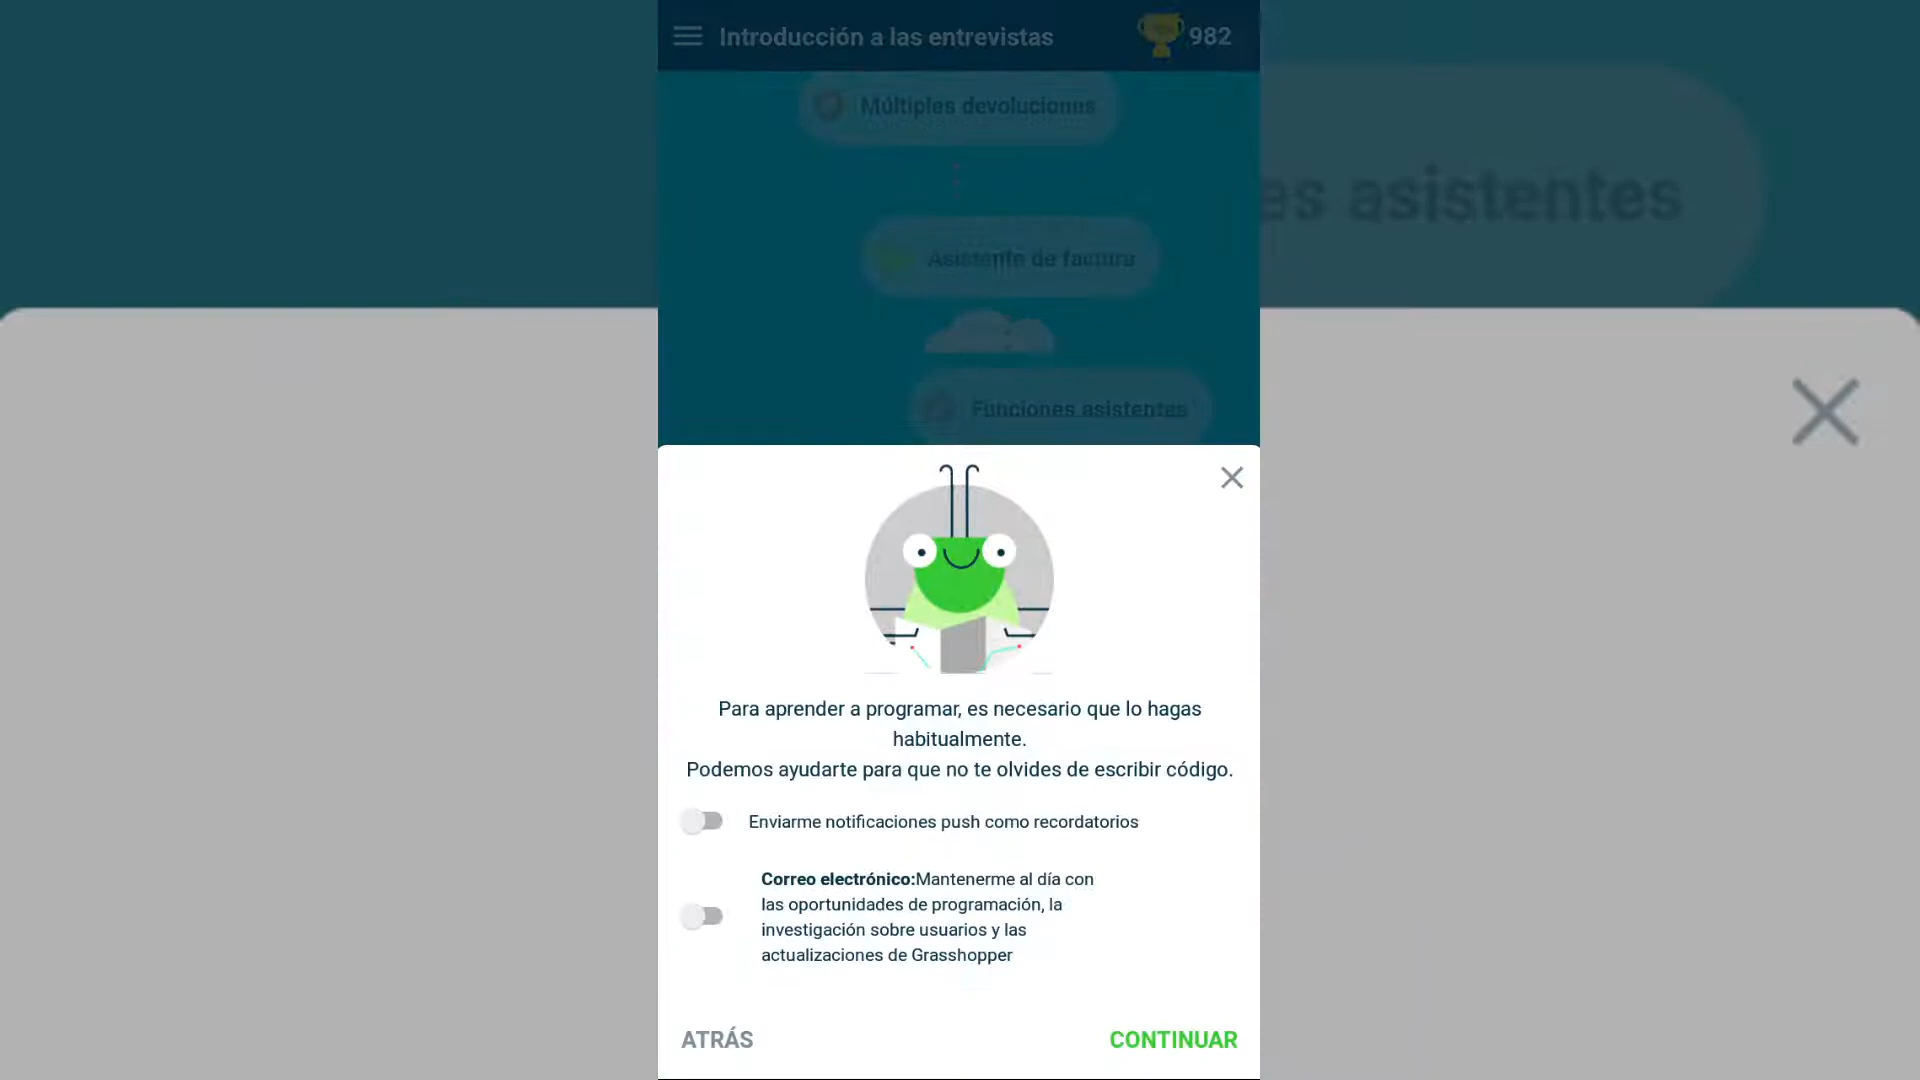 Introducción a las entrevistas
982
Múltiples devoluciones
es asistentes
Asistente de factura
Funciones asistentes
Para aprender a programar, es necesario que lo hagas
habitualmente.
Podemos ayudarte para que no te olvides de escribir código.
Enviarme notificaciones push como recordatorios
Correo electrónico:Mantenerme al día con
las oportunidades de programación, la
investigación sobre usuarios y las
actualizaciones de Grasshopper
ATRÁS
CONTINUAR